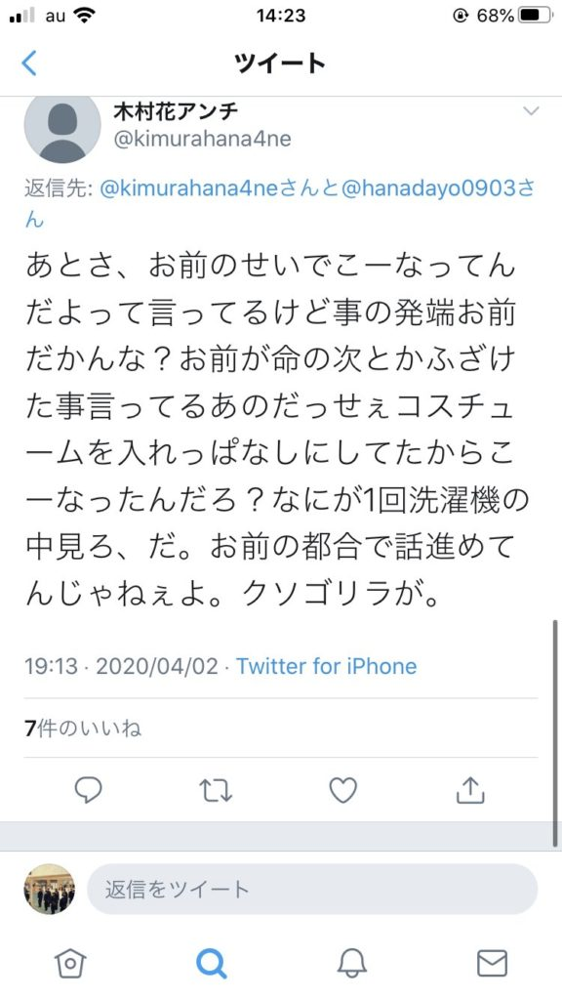 au 14:23 68%
ツイート
木村花アンチ
@kimurahana4ne
返信先: @kimurahana4neさんと@hanadayo0903さ
ん
あとさ、お前のせいでこーなってん
だよって言ってるけど事の発端お前
だかんな？お前が命の次とかふざけ
た事言ってるあのだっせぇコスチュ
ームを入れっぱなしにしてたからこ
ーなったんだろ？なにが1回洗濯機の
中見ろ、だ。お前の都合で話進めて
んじゃねぇよ。クソゴリラが。
19:13 · 2020/04/02 · Twitter for iPhone
7件のいいね
返信をツイート